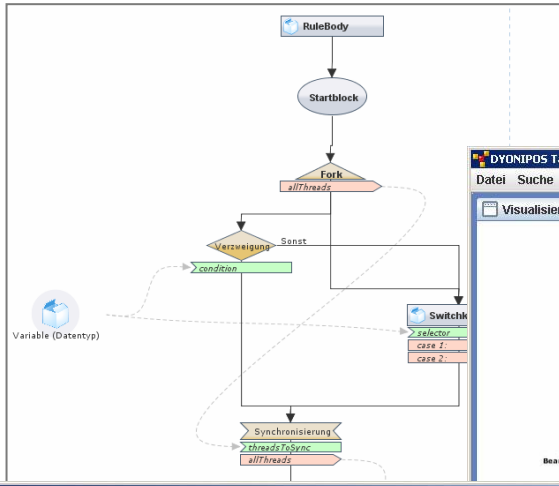 RuleBody
Startblock
Fork
allThreads
Verzweigung
Sonst
condition
Variable (Datentyp)
selector
case 1:
case 2:
Synchronisierung
threadsToSync
allThreads
DYONIPOS
Datei Suche